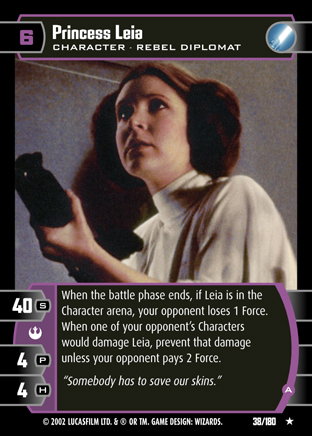 6
Princess Leia
CHARACTER · REBEL DIPLOMAT
40 S
4 P
4 H
When the battle phase ends, if Leia is in the
Character arena, your opponent loses 1 Force.
When one of your opponent's Characters
would damage Leia, prevent that damage
unless your opponent pays 2 Force.
“Somebody has to save our skins.”
A
© 2002 LUCASFILM LTD. & ® OR TM. GAME DESIGN: WIZARDS.
38/180 ★